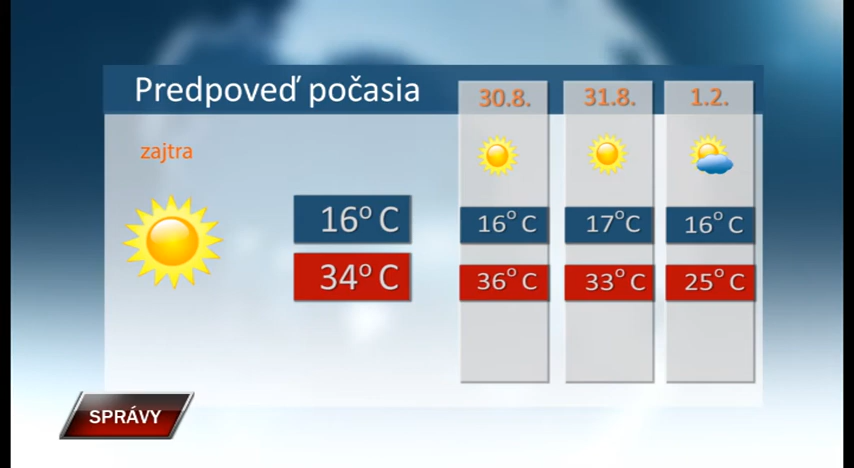 Predpoveď počasia
zajtra
16° C
34° C
30.8. 31.8. 1.2.
16° C 17°C 16° C
36° C 33° C 25° C
SPRÁVY